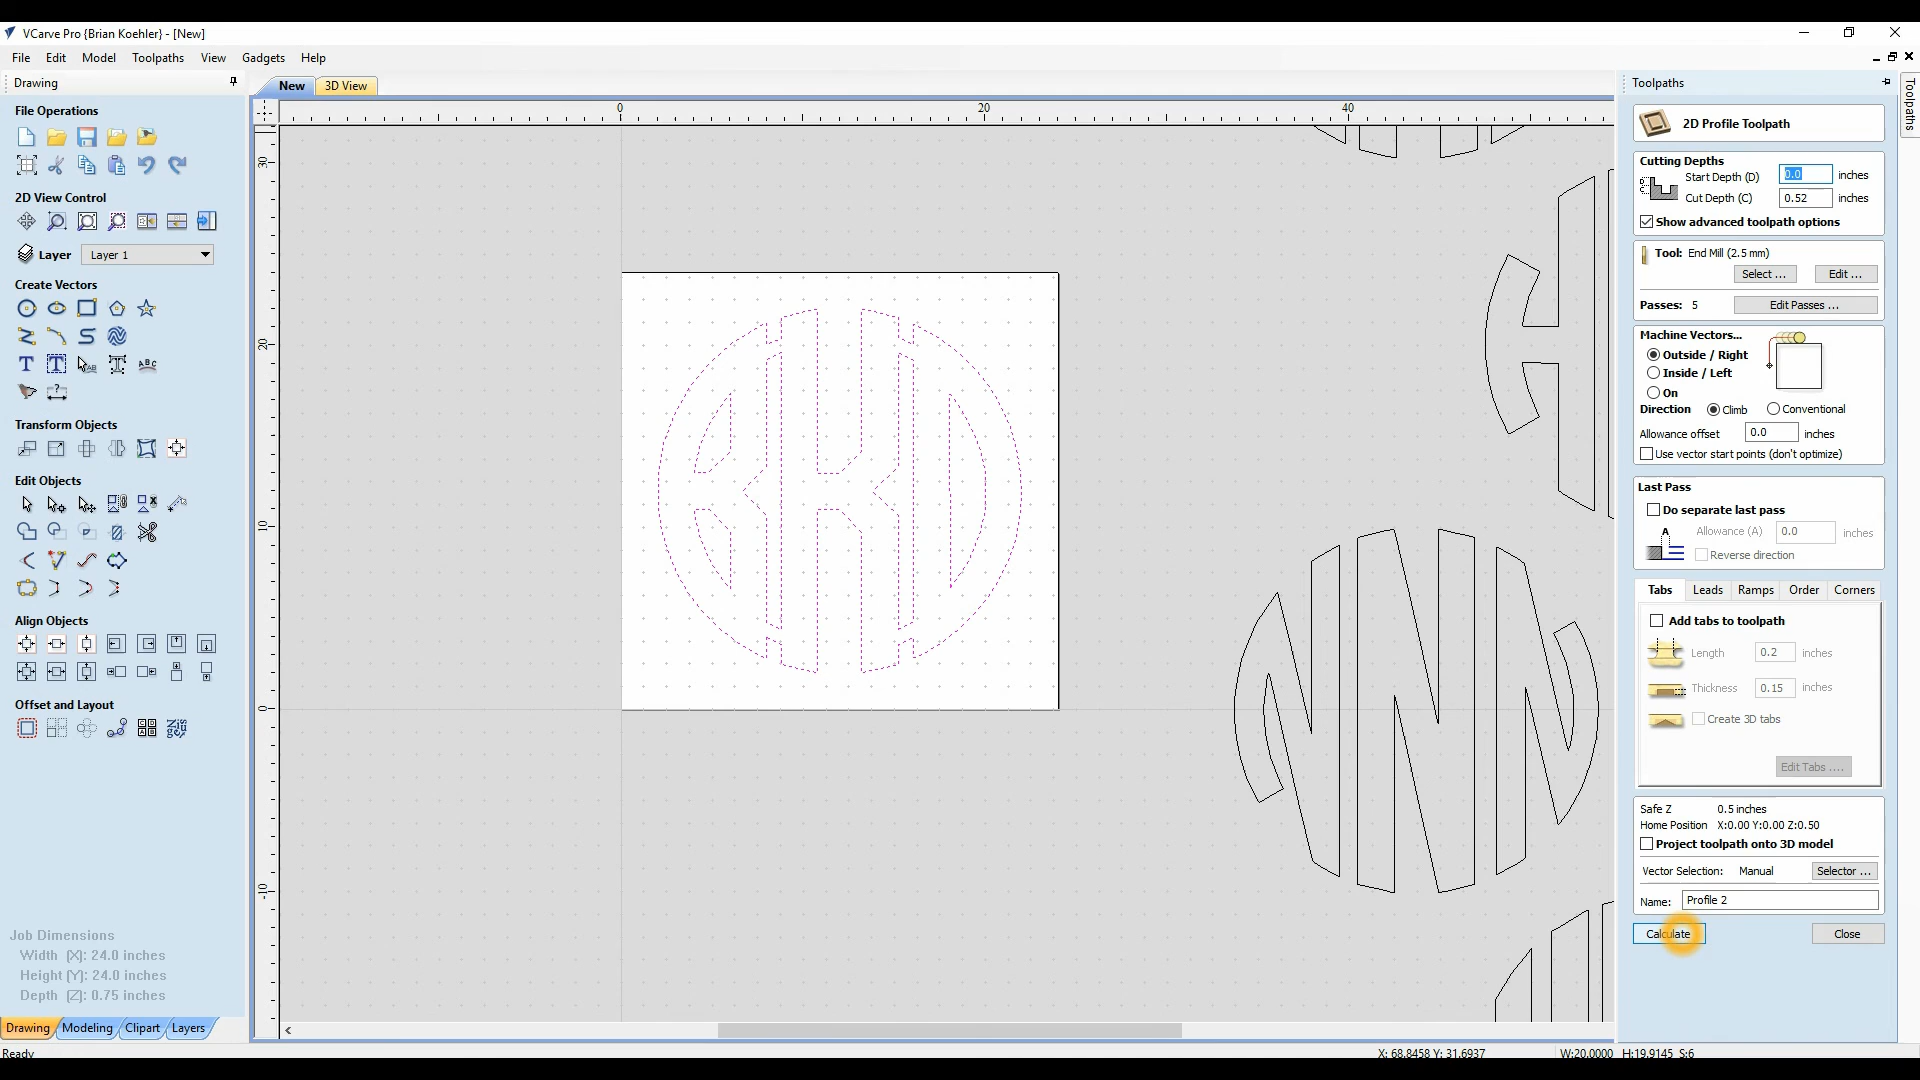 VCarve Pro {Brian Koehler} - [New]
File Edit Model Toolpaths View Gadgets Help
Drawing
File Operations
2D View Control
Layer Layer 1
Create Vectors
Transform Objects
Edit Objects
Align Objects
Offset and Layout
Job Dimensions
Width (X): 24.0 inches
Height (Y): 24.0 inches
Depth (Z): 0.75 inches
Drawing Modeling Clipart Layers
Ready
New 3D View
0 20 40
30
20
10
0
-10
X: 68.8458 Y: 31.6937
W:20.0000 H:19.9145 S:6
Toolpaths
Toolpaths
2D Profile Toolpath
Cutting Depths
Start Depth (D) 0.0 inches
Cut Depth (C) 0.52 inches
Show advanced toolpath options
Tool: End Mill (2.5 mm)
Select ... Edit ...
Passes: 5 Edit Passes ...
Machine Vectors...
Outside / Right
Inside / Left
On
Direction Climb Conventional
Allowance offset 0.0 inches
Use vector start points (don't optimize)
Last Pass
Do separate last pass
A Allowance (A) 0.0 inches
Reverse direction
Tabs Leads Ramps Order Corners
Add tabs to toolpath
Length 0.2 inches
Thickness 0.15 inches
Create 3D tabs
Edit Tabs ....
Safe Z 0.5 inches
Home Position X:0.00 Y:0.00 Z:0.50
Project toolpath onto 3D model
Vector Selection: Manual Selector ...
Name: Profile 2
Calculate Close